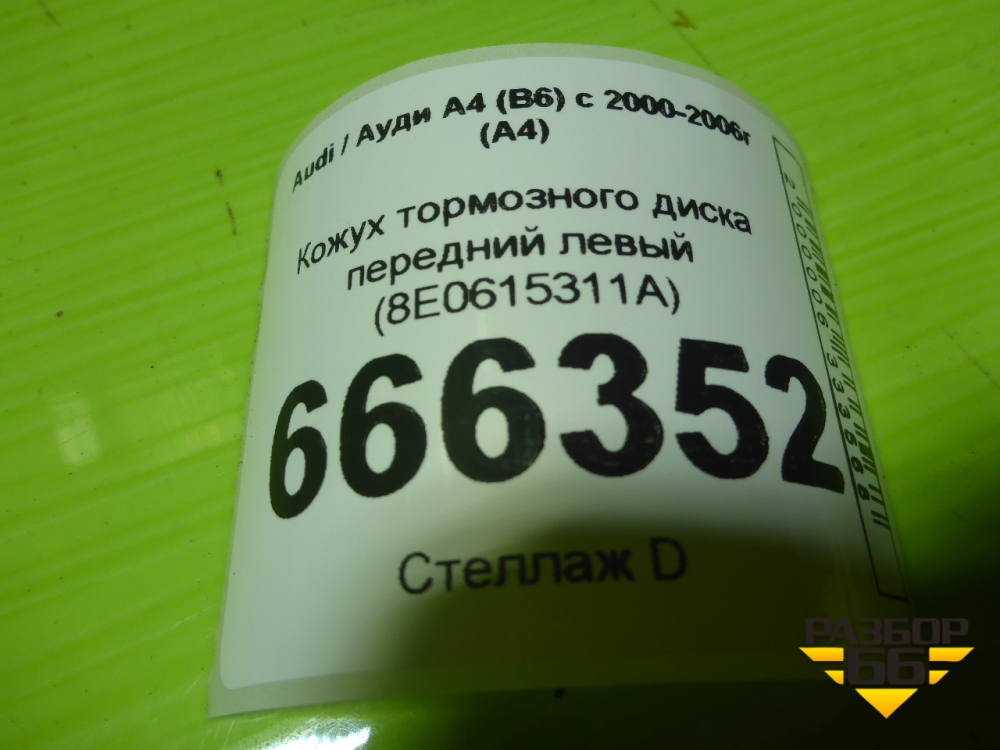 Audi / Ауди A4 (B6) с 2000-2006г
(A4)
Кожух тормозного диска
передний левый
(8E0615311A)
666352
Стеллаж D
РАЗБОР
66